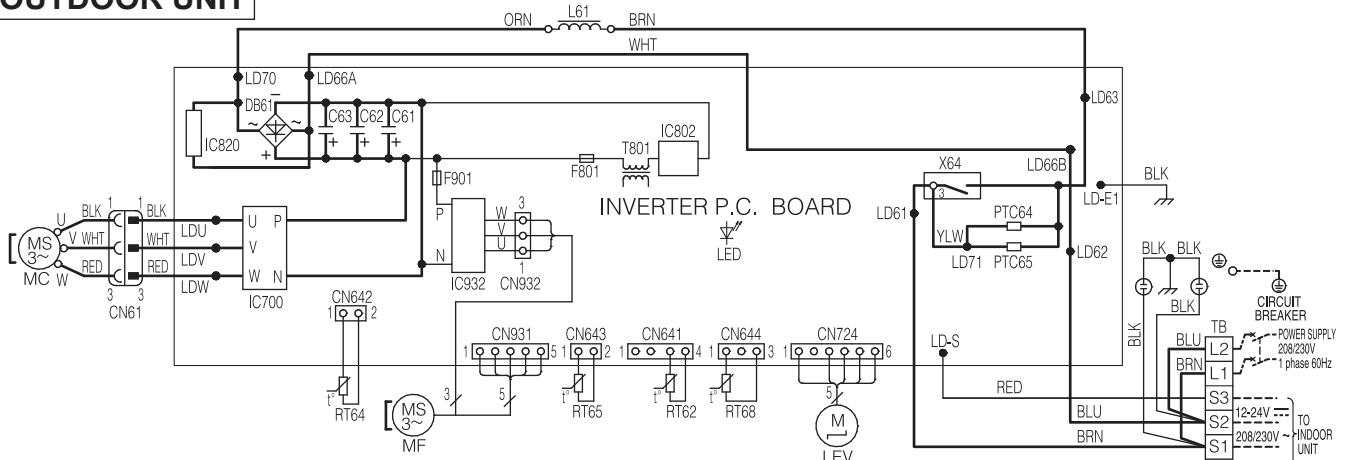 OUTDOOR UNIT
ORN L61 BRN
WHT
LD70 LD66A
LD63
DB61 −
~ ~
+
IC820
C63 C62 C61
+ + +
T801 IC802
F801
F901
X64
3
LD66B
BLK
LD-E1
LD61
PTC64
YLW
LD71 PTC65
LD62
INVERTER P.C. BOARD
LED
MS
3~
MC
U BLK
V WHT
W RED
1 1
3 3
CN61
BLK LDU
WHT LDV
RED LDW
U P
V
W N
IC700
P
N
IC932
W
V
U
3
1
CN932
CN642
1 2
t°
RT64
CN931
1 5
3 5
MS
3~
MF
CN643
1 2
t°
RT65
CN641
1 4
t°
RT62
CN644
1 3
t°
RT68
CN724
1 6
5
M
LEV
LD-S
RED
BLU
BRN
BLK BLK
BLK
BLK
CIRCUIT
BREAKER
TB
BLU L2
BRN L1
S3
S2
S1
POWER SUPPLY
208/230V
1 phase 60Hz
12-24V
208/230V ~
TO
INDOOR
UNIT